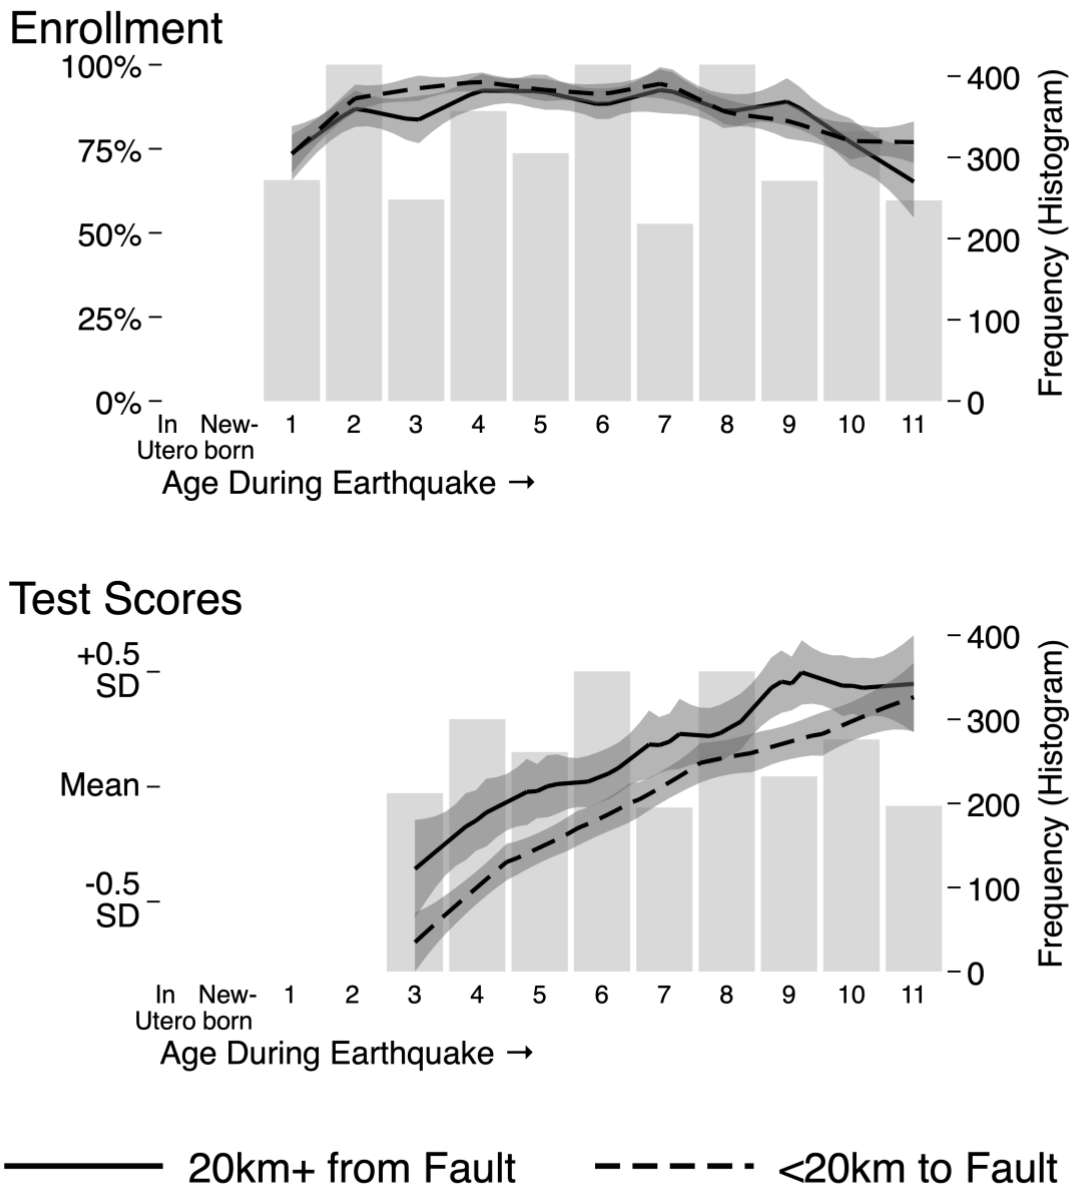 Enrollment
100%
75%
50%
25%
0%
400
300
200
100
0
Frequency (Histogram)
In Utero
New-born
1 2 3 4 5 6 7 8 9 10 11
Age During Earthquake →
Test Scores
+0.5 SD
Mean
-0.5 SD
400
300
200
100
0
Frequency (Histogram)
In Utero
New-born
1 2 3 4 5 6 7 8 9 10 11
Age During Earthquake →
20km+ from Fault
<20km to Fault